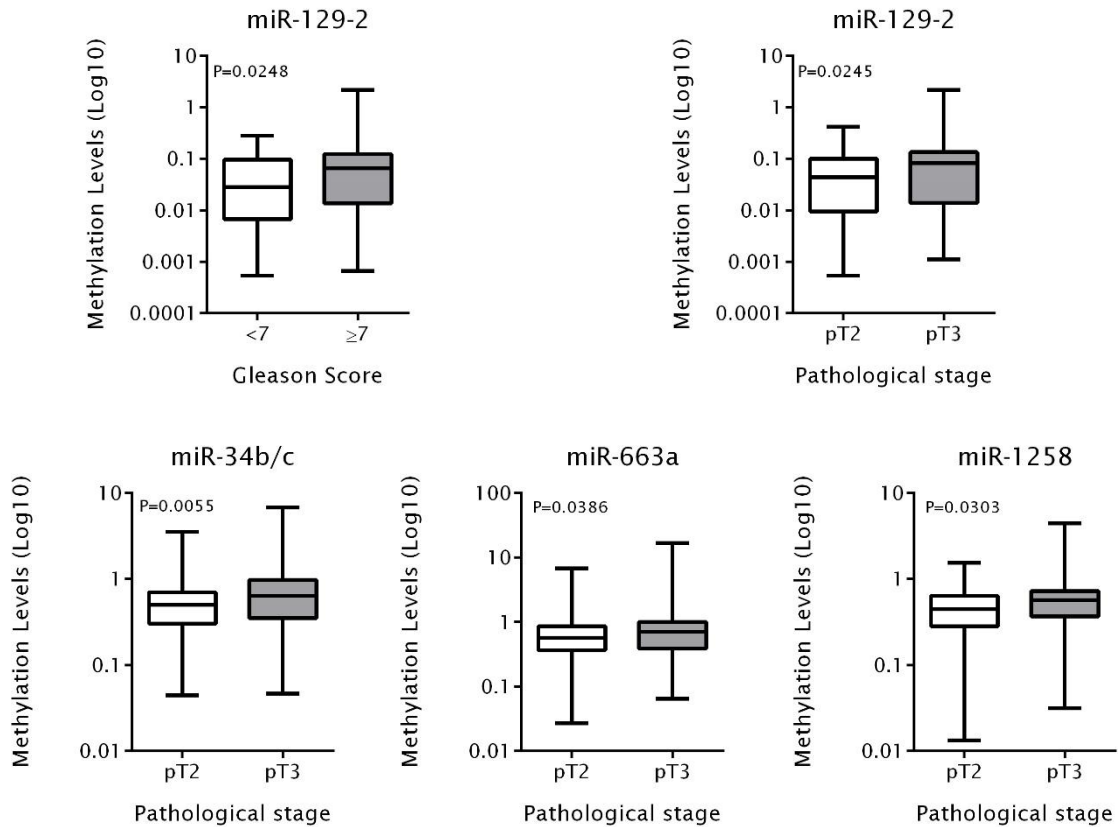 miR-129-2
Methylation Levels (Log10)
10
1
0.1
0.01
0.001
0.0001
P=0.0248
<7
≥7
Gleason Score
miR-129-2
Methylation Levels (Log10)
10
1
0.1
0.01
0.001
0.0001
P=0.0245
pT2
pT3
Pathological stage
miR-34b/c
Methylation Levels (Log10)
10
1
0.1
0.01
P=0.0055
pT2
pT3
Pathological stage
miR-663a
Methylation Levels (Log10)
100
10
1
0.1
0.01
P=0.0386
pT2
pT3
Pathological stage
miR-1258
Methylation Levels (Log10)
10
1
0.1
0.01
P=0.0303
pT2
pT3
Pathological stage